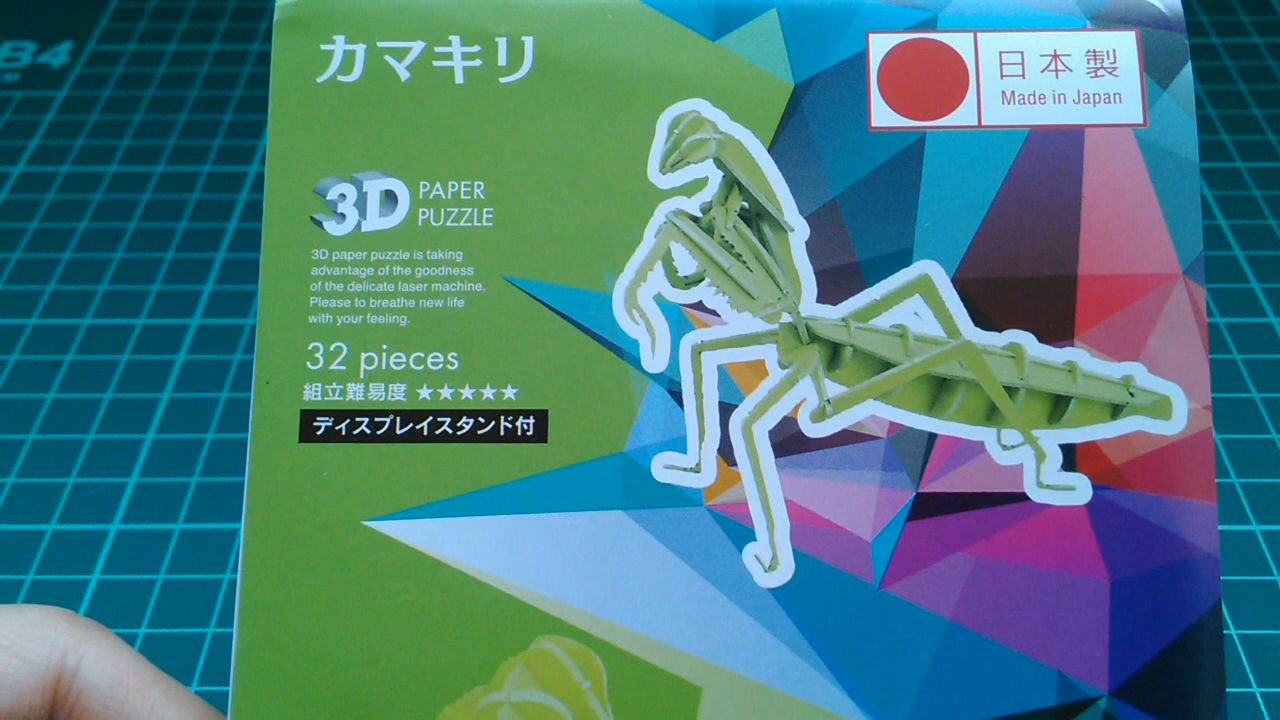 B4
カマキリ
日本製
Made in Japan
3D PAPER
PUZZLE
3D paper puzzle is taking
advantage of the goodness
of the delicate laser machine.
Please to breathe new life
with your feeling.
32 pieces
組立難易度 ★★★★★
ディスプレイスタンド付